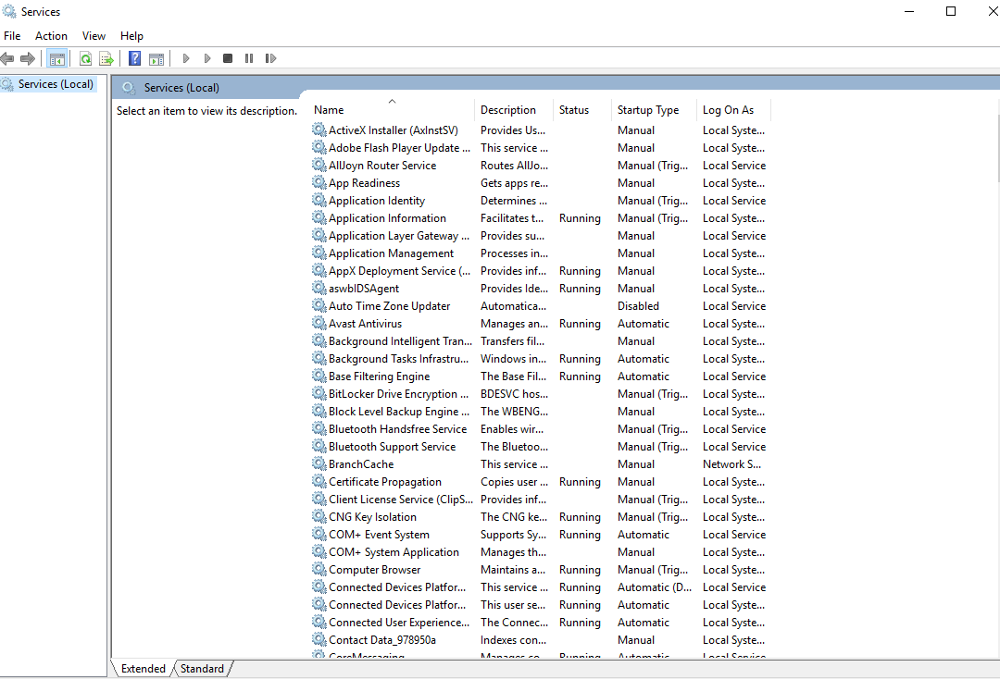 Services
File Action View Help
Services (Local)
Services (Local)
Select an item to view its description.
Name Description Status Startup Type Log On As
ActiveX Installer (AxInstSV) Provides Us... Manual Local Syste...
Adobe Flash Player Update ... This service ... Manual Local Syste...
AllJoyn Router Service Routes AllJo... Manual (Trig... Local Service
App Readiness Gets apps re... Manual Local Syste...
Application Identity Determines ... Manual (Trig... Local Service
Application Information Facilitates t... Running Manual (Trig... Local Syste...
Application Layer Gateway ... Provides su... Manual Local Service
Application Management Processes in... Manual Local Syste...
AppX Deployment Service (... Provides inf... Running Manual Local Syste...
aswbIDSAgent Provides Ide... Running Manual Local Syste...
Auto Time Zone Updater Automatica... Disabled Local Service
Avast Antivirus Manages an... Running Automatic Local Syste...
Background Intelligent Tran... Transfers fil... Manual Local Syste...
Background Tasks Infrastru... Windows in... Running Automatic Local Syste...
Base Filtering Engine The Base Fil... Running Automatic Local Service
BitLocker Drive Encryption ... BDESVC hos... Manual (Trig... Local Syste...
Block Level Backup Engine ... The WBENG... Manual Local Syste...
Bluetooth Handsfree Service Enables wir... Manual (Trig... Local Service
Bluetooth Support Service The Bluetoo... Manual (Trig... Local Service
BranchCache This service ... Manual Network S...
Certificate Propagation Copies user ... Running Manual Local Syste...
Client License Service (ClipS... Provides inf... Manual (Trig... Local Syste...
CNG Key Isolation The CNG ke... Running Manual (Trig... Local Syste...
COM+ Event System Supports Sy... Running Automatic Local Service
COM+ System Application Manages th... Manual Local Syste...
Computer Browser Maintains a... Running Manual (Trig... Local Syste...
Connected Devices Platfor... This service ... Running Automatic (D... Local Service
Connected Devices Platfor... This user se... Running Automatic Local Syste...
Connected User Experience... The Connec... Running Automatic Local Syste...
Contact Data_978950a Indexes con... Manual Local Syste...
CoreMessaging Manages co... Running Automatic Local Service
Extended Standard